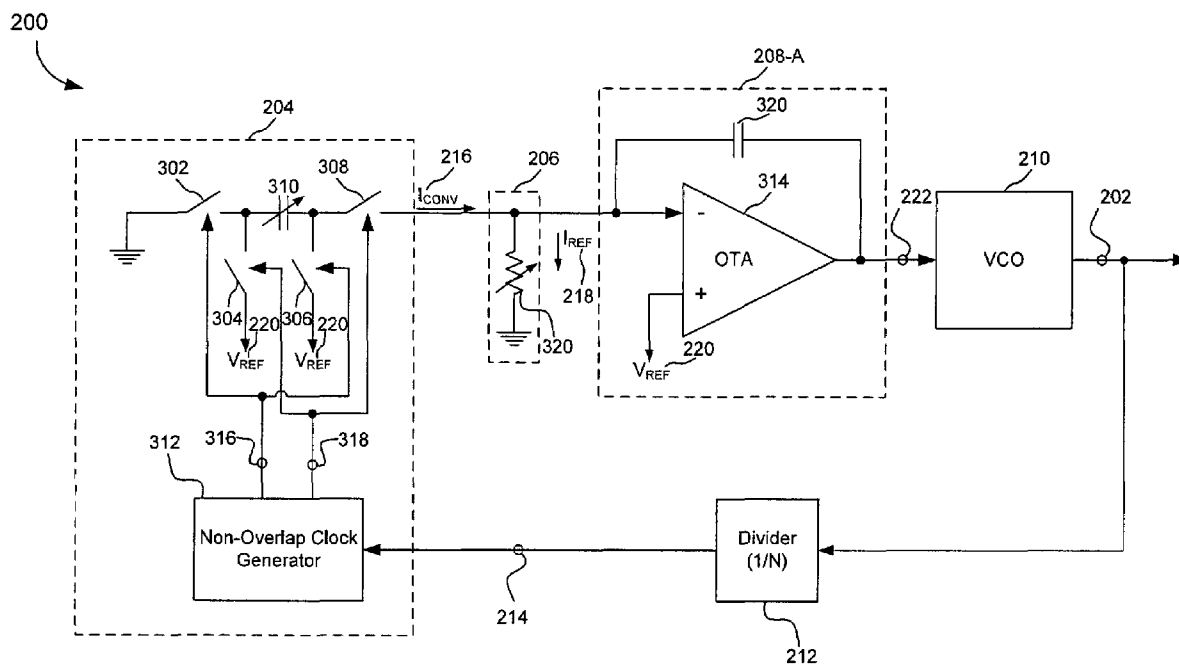 200
208-A
204
320
302
310
308
216
I_CONV
206
314
210
222
202
-
OTA
VCO
I_REF
218
304
220
306
220
V_REF
V_REF
320
+
V_REF
220
316
318
312
Non-Overlap Clock
Generator
Divider
(1/N)
214
212